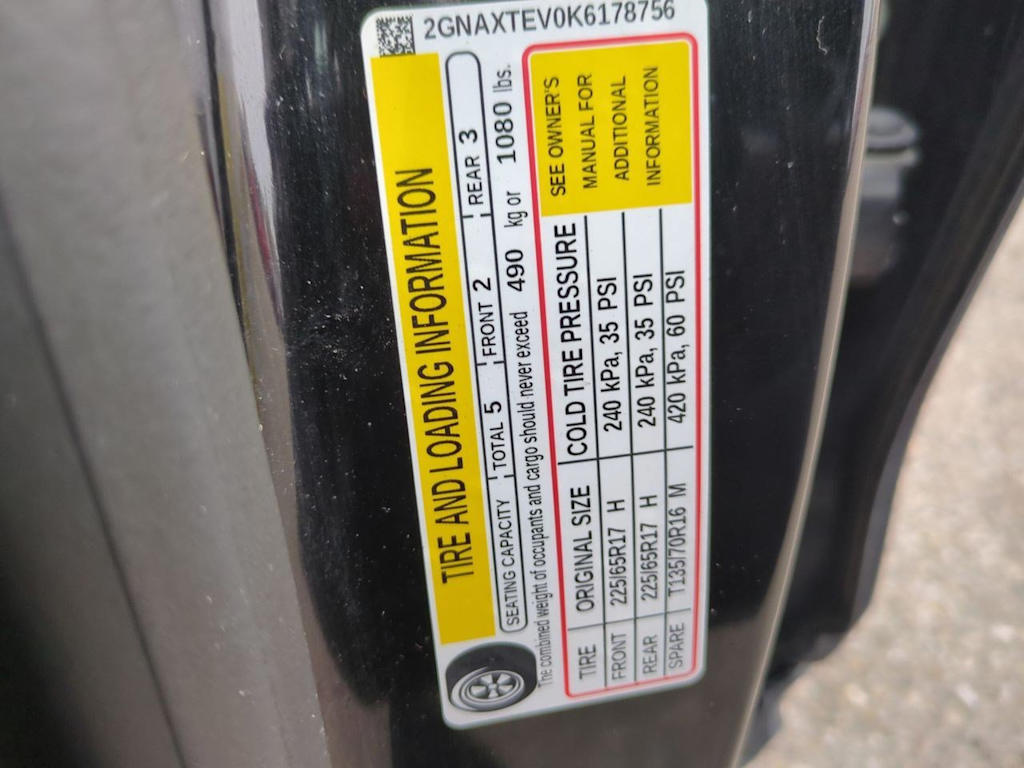 2GNAXTEV0K6178756
TIRE AND LOADING INFORMATION
SEATING CAPACITY TOTAL 5 FRONT 2 REAR 3
The combined weight of occupants and cargo should never exceed 490 kg or 1080 lbs.
TIRE ORIGINAL SIZE COLD TIRE PRESSURE
FRONT 225/65R17 H 240 kPa, 35 PSI
REAR 225/65R17 H 240 kPa, 35 PSI
SPARE T135/70R16 M 420 kPa, 60 PSI
SEE OWNER'S
MANUAL FOR
ADDITIONAL
INFORMATION